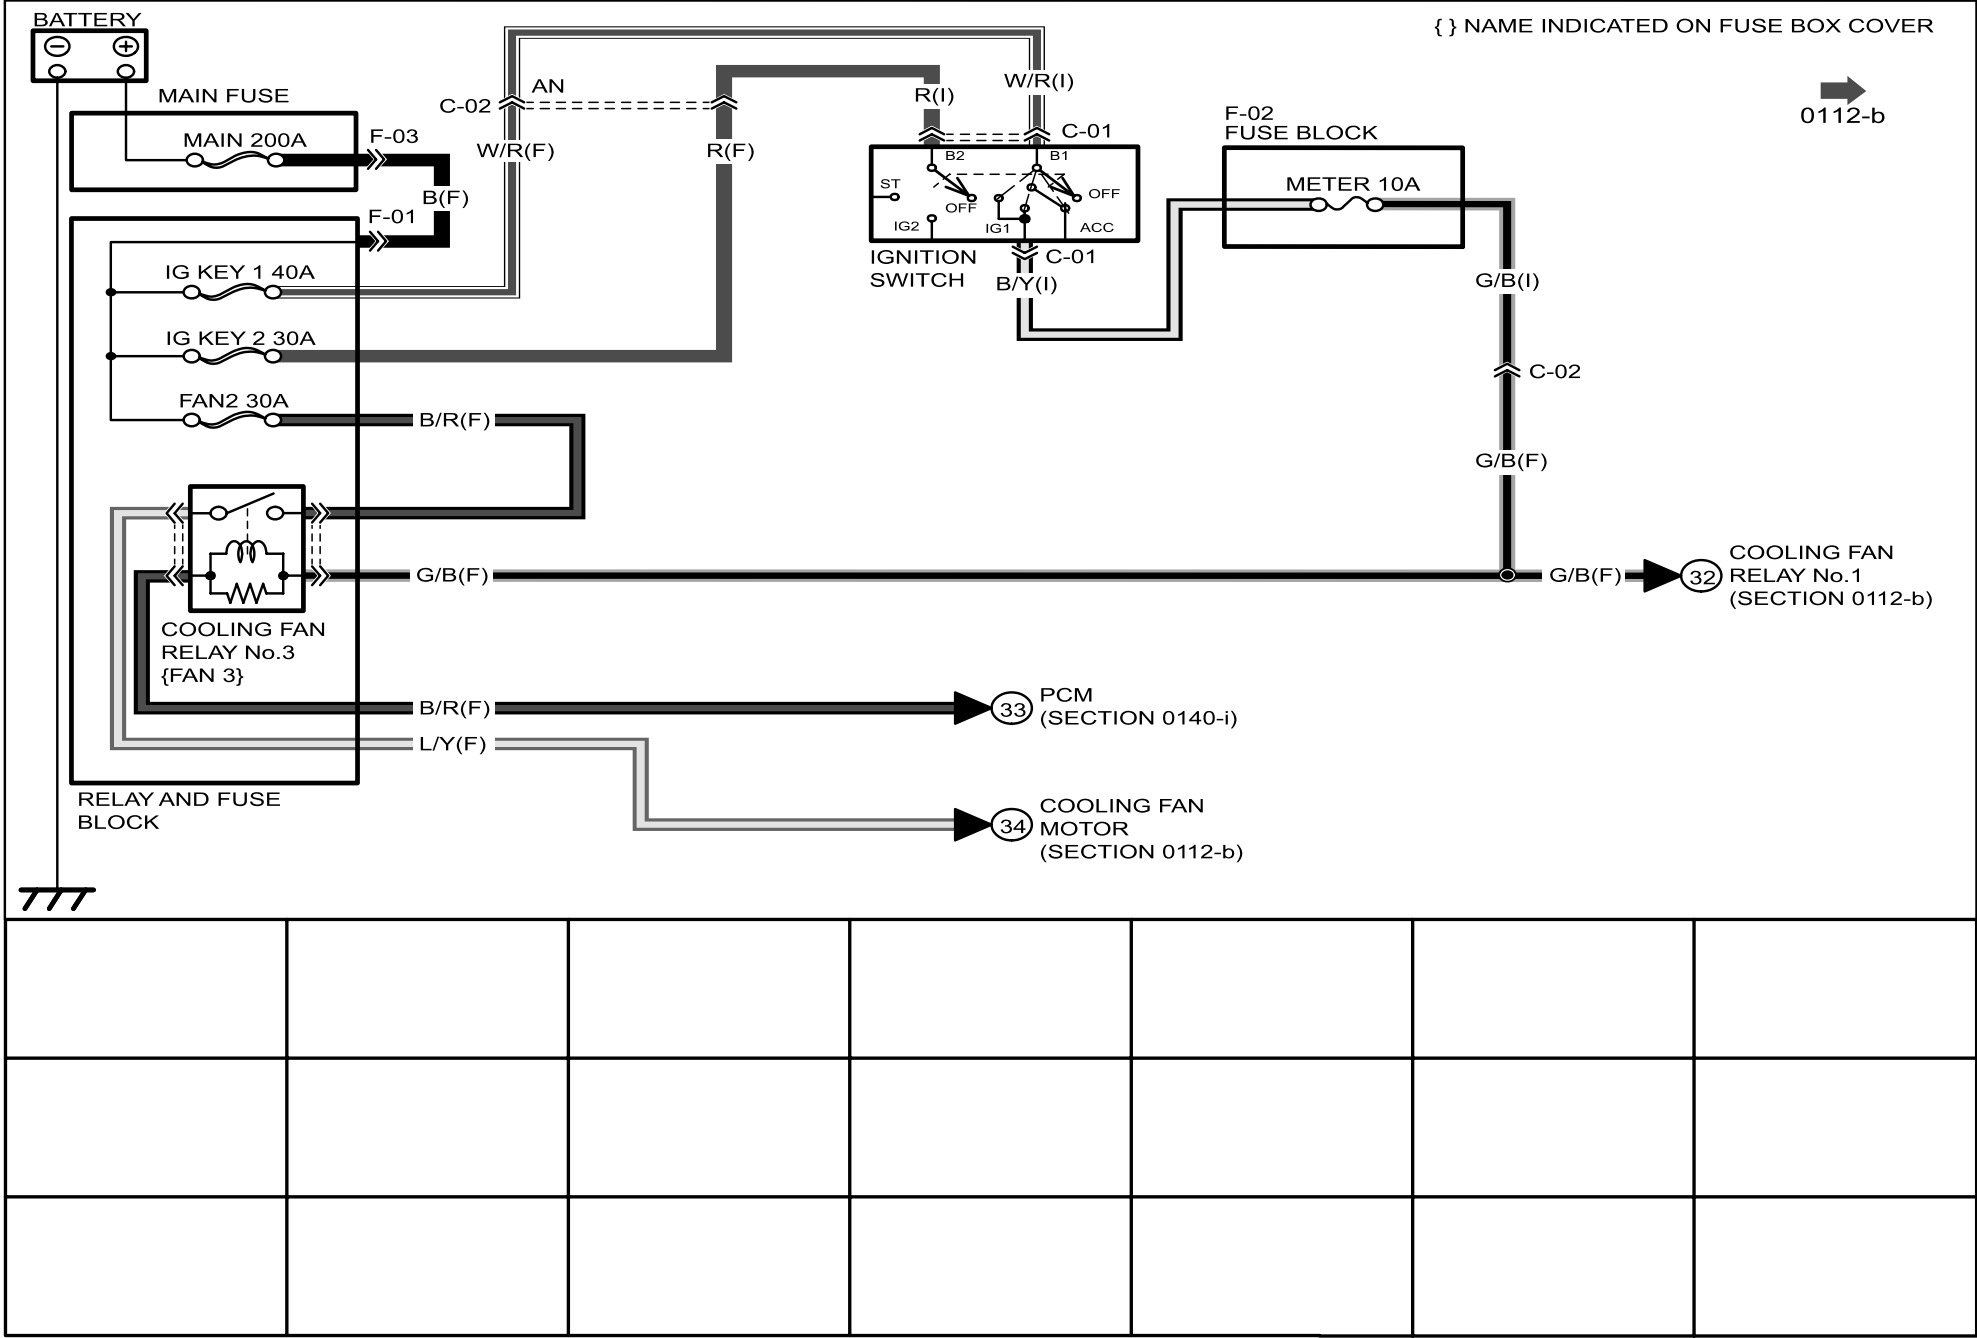 BATTERY
{ } NAME INDICATED ON FUSE BOX COVER
0112-b
MAIN FUSE
MAIN 200A
F-03
B(F)
F-01
AN
C-02
W/R(F)
R(F)
R(I)
W/R(I)
C-01
B2
B1
ST
OFF
OFF
IG2
IG1
ACC
IGNITION
SWITCH
C-01
B/Y(I)
F-02
FUSE BLOCK
METER 10A
G/B(I)
C-02
G/B(F)
IG KEY 1 40A
IG KEY 2 30A
FAN2 30A
B/R(F)
G/B(F)
G/B(F)
32
COOLING FAN
RELAY No.1
(SECTION 0112-b)
COOLING FAN
RELAY No.3
{FAN 3}
B/R(F)
33
PCM
(SECTION 0140-i)
L/Y(F)
34
COOLING FAN
MOTOR
(SECTION 0112-b)
RELAY AND FUSE
BLOCK